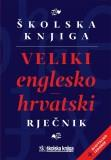 ŠKOLSKA
KNJIGA
VELIKI
englesko
hrvatski
RJEČNIK
školska knjiga